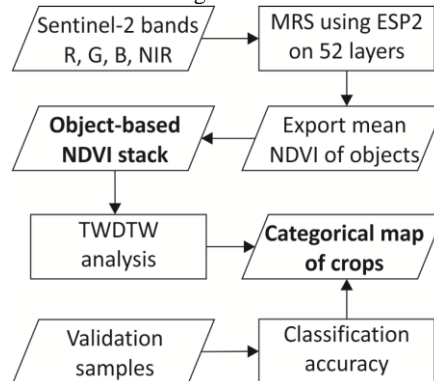 Sentinel-2 bands
R, G, B, NIR
MRS using ESP2
on 52 layers
Object-based
NDVI stack
Export mean
NDVI of objects
TWDTW
analysis
Categorical map
of crops
Validation
samples
Classification
accuracy